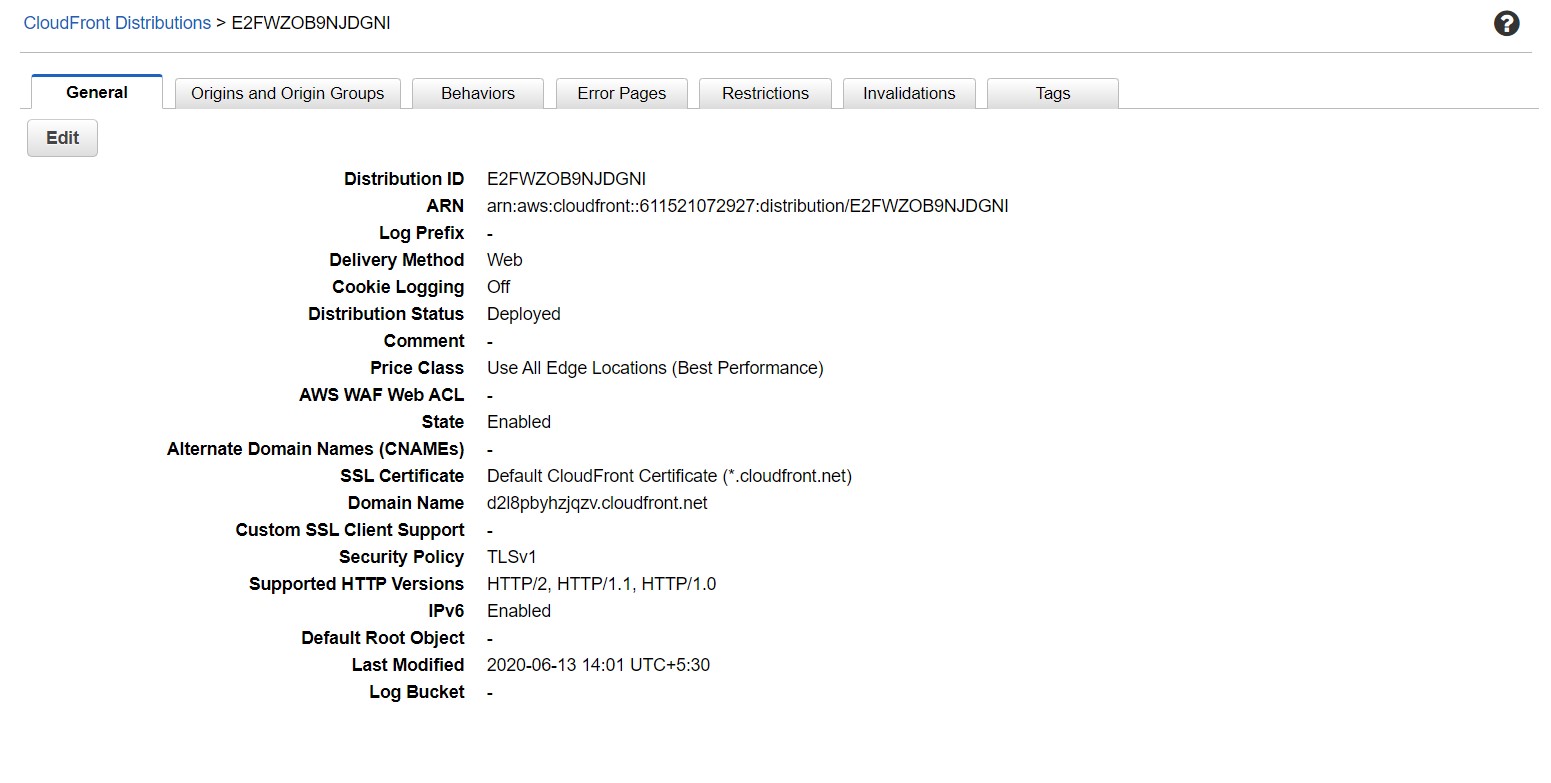 CloudFront Distributions > E2FWZOB9NJDGNI
?
General Origins and Origin Groups Behaviors Error Pages Restrictions Invalidations Tags
Edit
Distribution ID E2FWZOB9NJDGNI
ARN arn:aws:cloudfront::611521072927:distribution/E2FWZOB9NJDGNI
Log Prefix -
Delivery Method Web
Cookie Logging Off
Distribution Status Deployed
Comment -
Price Class Use All Edge Locations (Best Performance)
AWS WAF Web ACL -
State Enabled
Alternate Domain Names (CNAMEs) -
SSL Certificate Default CloudFront Certificate (*.cloudfront.net)
Domain Name d2l8pbyhzjqzv.cloudfront.net
Custom SSL Client Support -
Security Policy TLSv1
Supported HTTP Versions HTTP/2, HTTP/1.1, HTTP/1.0
IPv6 Enabled
Default Root Object -
Last Modified 2020-06-13 14:01 UTC+5:30
Log Bucket -